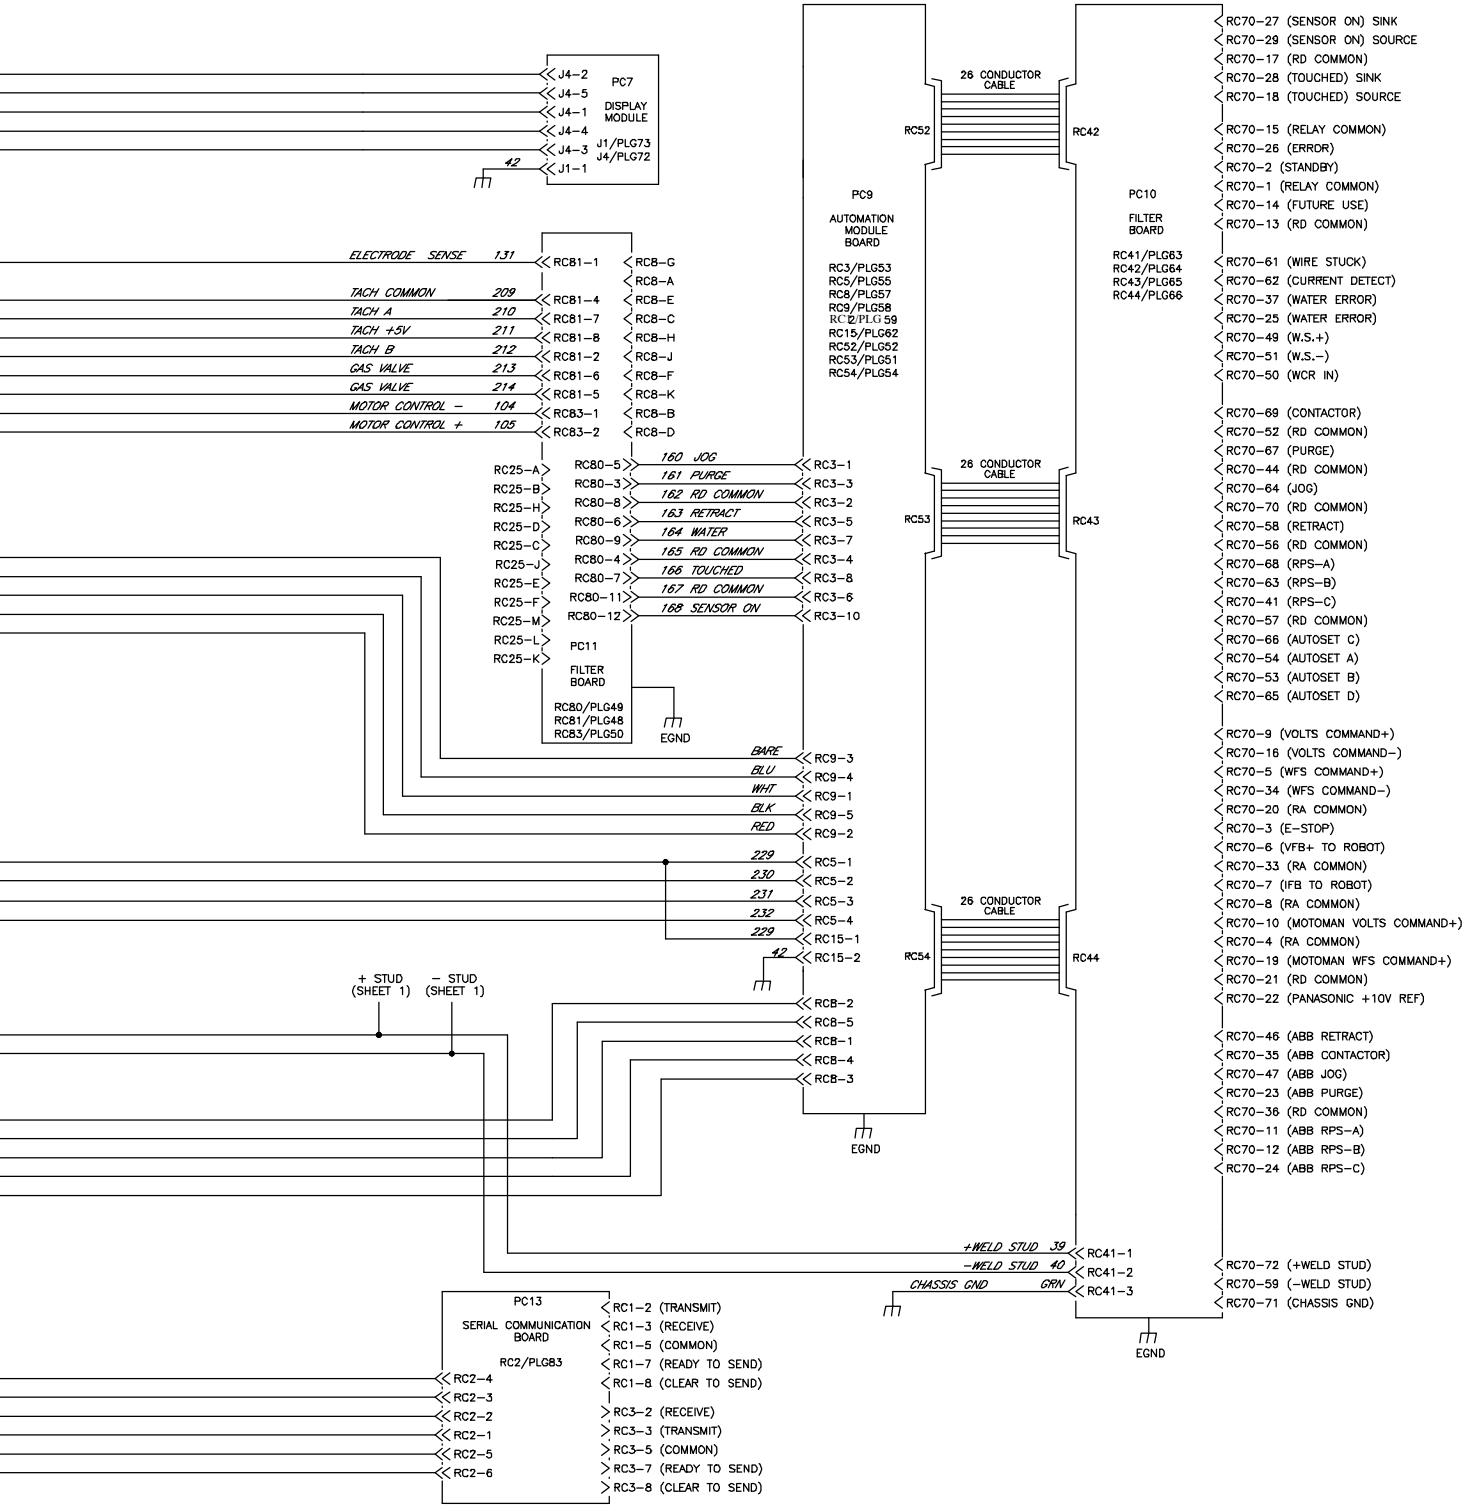 J4-2
J4-5
J4-1
J4-4
J4-3
J1-1
42
PC7
DISPLAY
MODULE
J1/PLG73
J4/PLG72
ELECTRODE SENSE 131
TACH COMMON 209
TACH A 210
TACH +5V 211
TACH B 212
GAS VALVE 213
GAS VALVE 214
MOTOR CONTROL - 104
MOTOR CONTROL + 105
RC81-1
RC81-4
RC81-7
RC81-8
RC81-2
RC81-6
RC81-5
RC83-1
RC83-2
RC8-G
RC8-A
RC8-E
RC8-C
RC8-H
RC8-J
RC8-F
RC8-K
RC8-B
RC8-D
RC25-A
RC25-B
RC25-H
RC25-D
RC25-C
RC25-J
RC25-E
RC25-F
RC25-M
RC25-L
RC25-K
RC80-5
RC80-3
RC80-8
RC80-6
RC80-9
RC80-4
RC80-7
RC80-11
RC80-12
PC11
FILTER
BOARD
RC80/PLG49
RC81/PLG48
RC83/PLG50
EGND
160 JOG
161 PURGE
162 RD COMMON
163 RETRACT
164 WATER
165 RD COMMON
166 TOUCHED
167 RD COMMON
168 SENSOR ON
RC3-1
RC3-3
RC3-2
RC3-5
RC3-7
RC3-4
RC3-8
RC3-6
RC3-10
BARE
BLU
WHT
BLK
RED
RC9-3
RC9-4
RC9-1
RC9-5
RC9-2
229
230
231
232
229
42
RC5-1
RC5-2
RC5-3
RC5-4
RC15-1
RC15-2
RC8-2
RC8-5
RC8-1
RC8-4
RC8-3
PC9
AUTOMATION
MODULE
BOARD
RC3/PLG53
RC5/PLG55
RC8/PLG57
RC9/PLG58
RC12/PLG 59
RC15/PLG62
RC52/PLG52
RC53/PLG51
RC54/PLG54
EGND
RC52
26 CONDUCTOR
CABLE
RC42
RC53
26 CONDUCTOR
CABLE
RC43
RC54
26 CONDUCTOR
CABLE
RC44
PC10
FILTER
BOARD
RC41/PLG63
RC42/PLG64
RC43/PLG65
RC44/PLG66
+ STUD
(SHEET 1)
- STUD
(SHEET 1)
+WELD STUD 39
-WELD STUD 40
CHASSIS GND GRN
RC41-1
RC41-2
RC41-3
EGND
RC70-27 (SENSOR ON) SINK
RC70-29 (SENSOR ON) SOURCE
RC70-17 (RD COMMON)
RC70-28 (TOUCHED) SINK
RC70-18 (TOUCHED) SOURCE
RC70-15 (RELAY COMMON)
RC70-26 (ERROR)
RC70-2 (STANDBY)
RC70-1 (RELAY COMMON)
RC70-14 (FUTURE USE)
RC70-13 (RD COMMON)
RC70-61 (WIRE STUCK)
RC70-62 (CURRENT DETECT)
RC70-37 (WATER ERROR)
RC70-25 (WATER ERROR)
RC70-49 (W.S.+)
RC70-51 (W.S.-)
RC70-50 (WCR IN)
RC70-69 (CONTACTOR)
RC70-52 (RD COMMON)
RC70-67 (PURGE)
RC70-44 (RD COMMON)
RC70-64 (JOG)
RC70-70 (RD COMMON)
RC70-58 (RETRACT)
RC70-56 (RD COMMON)
RC70-68 (RPS-A)
RC70-63 (RPS-B)
RC70-41 (RPS-C)
RC70-57 (RD COMMON)
RC70-66 (AUTOSET C)
RC70-54 (AUTOSET A)
RC70-53 (AUTOSET B)
RC70-65 (AUTOSET D)
RC70-9 (VOLTS COMMAND+)
RC70-16 (VOLTS COMMAND-)
RC70-5 (WFS COMMAND+)
RC70-34 (WFS COMMAND-)
RC70-20 (RA COMMON)
RC70-3 (E-STOP)
RC70-6 (VFB+ TO ROBOT)
RC70-33 (RA COMMON)
RC70-7 (IFB TO ROBOT)
RC70-8 (RA COMMON)
RC70-10 (MOTOMAN VOLTS COMMAND+)
RC70-4 (RA COMMON)
RC70-19 (MOTOMAN WFS COMMAND+)
RC70-21 (RD COMMON)
RC70-22 (PANASONIC +10V REF)
RC70-46 (ABB RETRACT)
RC70-35 (ABB CONTACTOR)
RC70-47 (ABB JOG)
RC70-23 (ABB PURGE)
RC70-36 (RD COMMON)
RC70-11 (ABB RPS-A)
RC70-12 (ABB RPS-B)
RC70-24 (ABB RPS-C)
RC70-72 (+WELD STUD)
RC70-59 (-WELD STUD)
RC70-71 (CHASSIS GND)
PC13
SERIAL COMMUNICATION
BOARD
RC2/PLG83
RC2-4
RC2-3
RC2-2
RC2-1
RC2-5
RC2-6
RC1-2 (TRANSMIT)
RC1-3 (RECEIVE)
RC1-5 (COMMON)
RC1-7 (READY TO SEND)
RC1-8 (CLEAR TO SEND)
RC3-2 (RECEIVE)
RC3-3 (TRANSMIT)
RC3-5 (COMMON)
RC3-7 (READY TO SEND)
RC3-8 (CLEAR TO SEND)